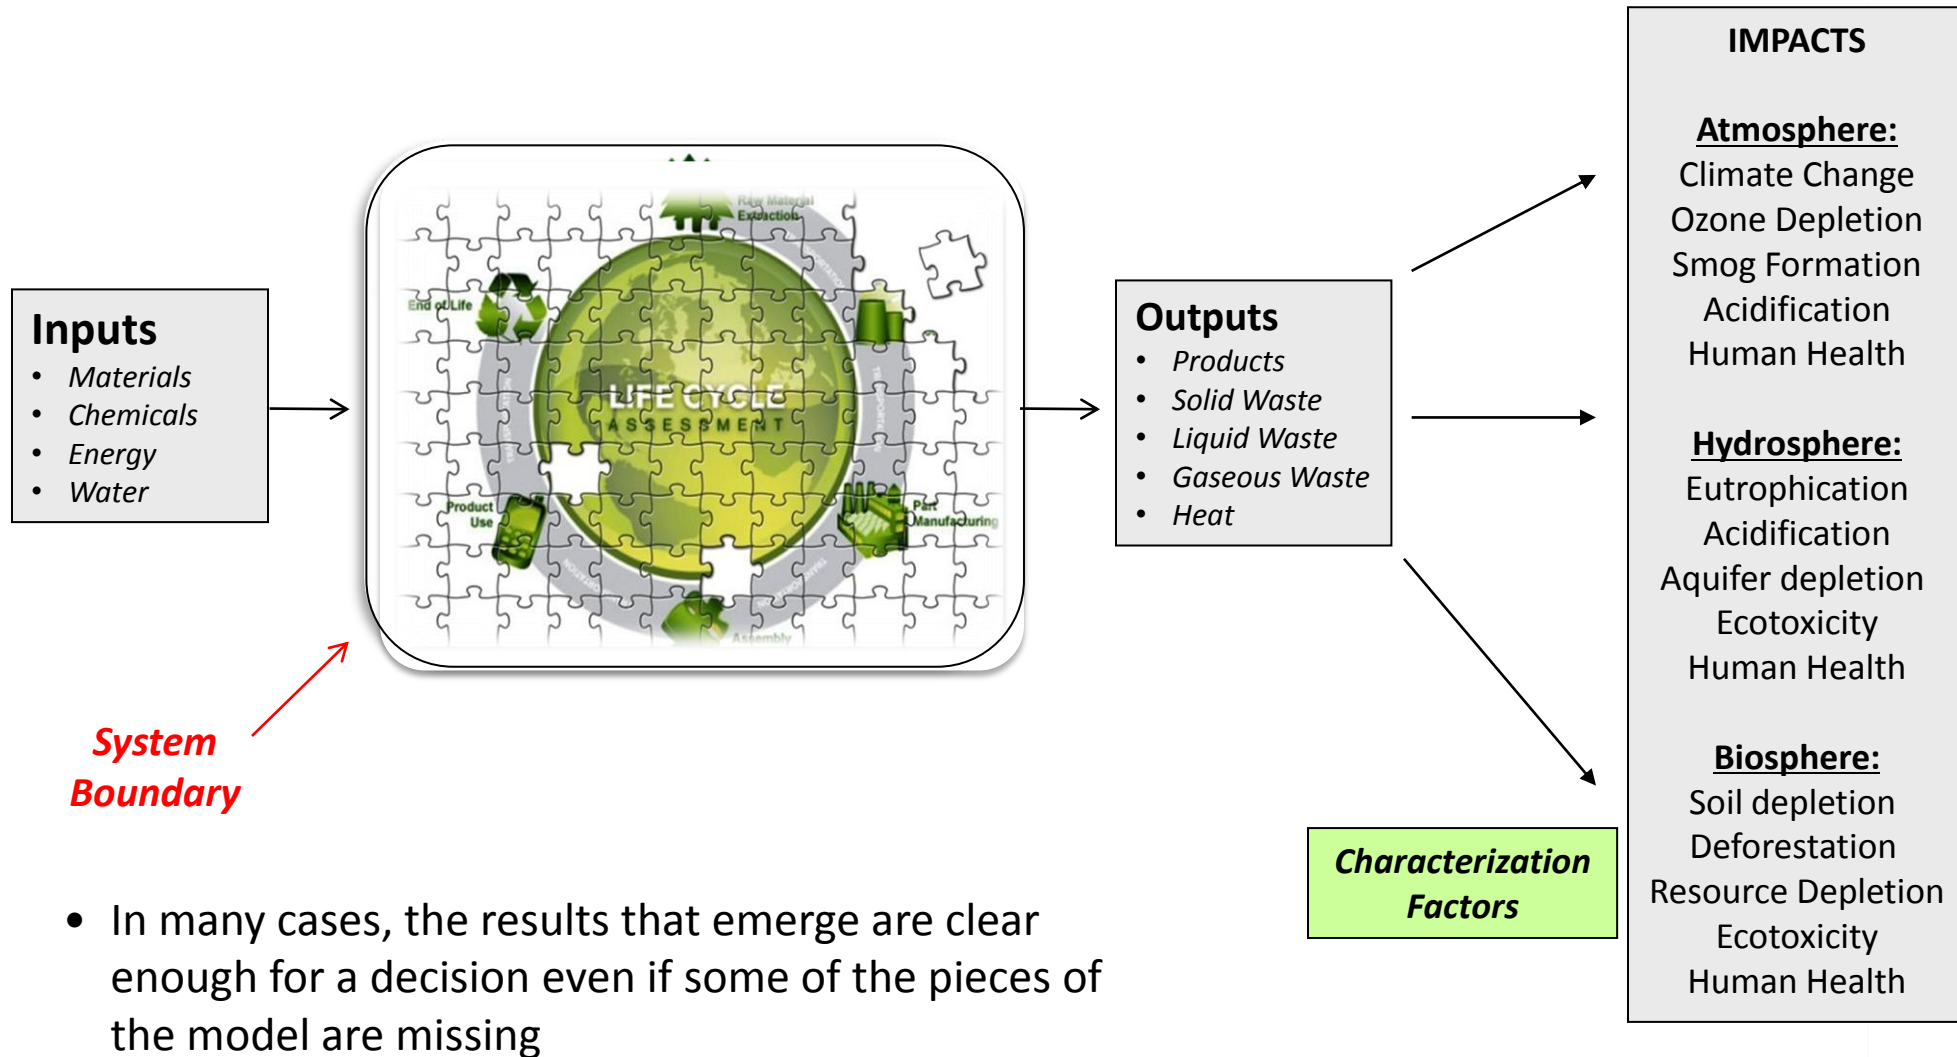 Inputs
• Materials
• Chemicals
• Energy
• Water
Raw Material
Extraction
End of Life
LIFE CYCLE
ASSESSMENT
Product
Use
Part
Manufacturing
Assembly
TRANSPORTATION
System
Boundary
Outputs
• Products
• Solid Waste
• Liquid Waste
• Gaseous Waste
• Heat
Characterization
Factors
IMPACTS
Atmosphere:
Climate Change
Ozone Depletion
Smog Formation
Acidification
Human Health
Hydrosphere:
Eutrophication
Acidification
Aquifer depletion
Ecotoxicity
Human Health
Biosphere:
Soil depletion
Deforestation
Resource Depletion
Ecotoxicity
Human Health
• In many cases, the results that emerge are clear
enough for a decision even if some of the pieces of
the model are missing